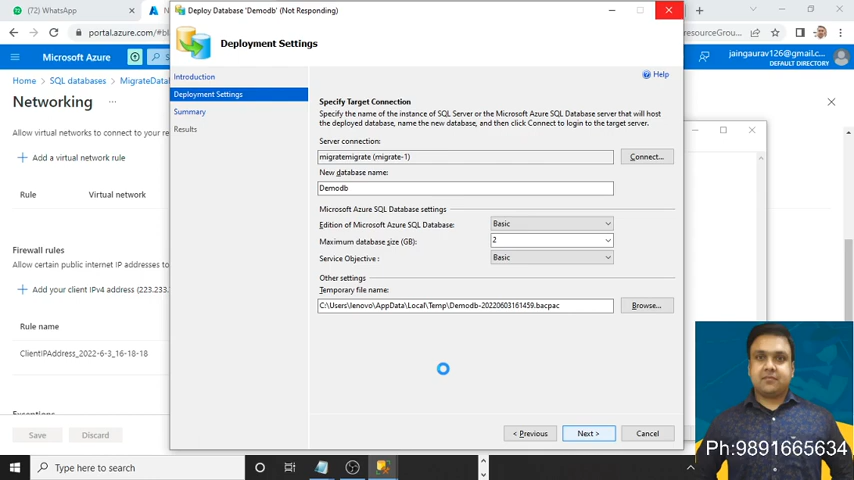 (7) WhatsApp
A
portal.azure.com/#bl
resourceGrou
Microsoft Azure
jaingaurav126@gmail.c...
DEFAULT DIRECTORY
Home > SQL databases > MigrateData
Networking ...
Allow virtual networks to connect to your re
Add a virtual network rule
Rule Virtual network
Firewall rules
Allow certain public internet IP addresses to
Add your client IPv4 address (223.233.
Rule name
ClientIPAddress_2022-6-3_16-18-18
Exceptions
Save Discard
Deploy Database 'Demodb' (Not Responding)
Deployment Settings
Help
Introduction
Deployment Settings
Summary
Results
Specify Target Connection
Specify the name of the instance of SQL Server or the Microsoft Azure SQL Database server that will host
the deployed database, name the new database, and then click Connect to login to the target server.
Server connection:
migratemigrate (migrate-1) Connect...
New database name:
Demodb
Microsoft Azure SQL Database settings
Edition of Microsoft Azure SQL Database: Basic
Maximum database size (GB): 2
Service Objective : Basic
Other settings
Temporary file name:
C:\Users\lenovo\AppData\Local\Temp\Demodb-20220603161459.bacpac Browse...
< Previous Next > Cancel
Ph:9891665634
Type here to search